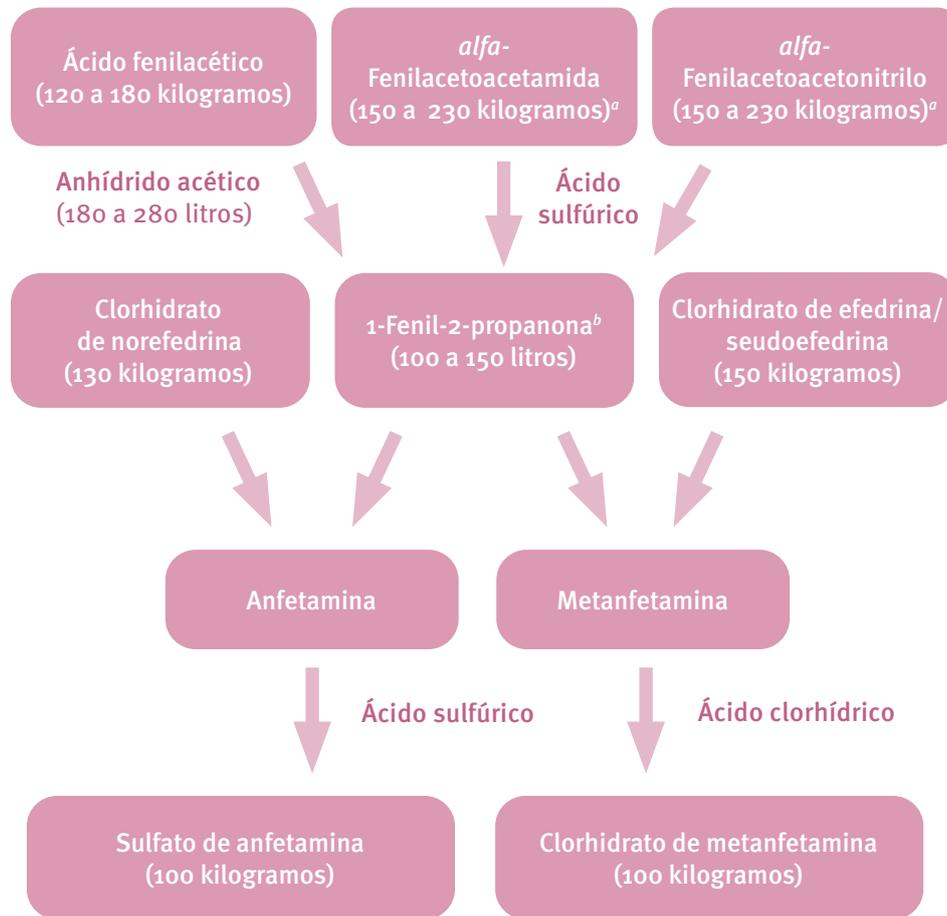 Ácido fenilacético
(120 a 180 kilogramos)
alfa-
Fenilacetoacetamida
(150 a 230 kilogramos)a
alfa-
Fenilacetoacetonitrilo
(150 a 230 kilogramos)a
Anhídrido acético
(180 a 280 litros)
Ácido
sulfúrico
Clorhidrato
de norefedrina
(130 kilogramos)
1-Fenil-2-propanonab
(100 a 150 litros)
Clorhidrato de efedrina/
seudoefedrina
(150 kilogramos)
Anfetamina
Metanfetamina
Ácido sulfúrico
Ácido clorhídrico
Sulfato de anfetamina
(100 kilogramos)
Clorhidrato de metanfetamina
(100 kilogramos)